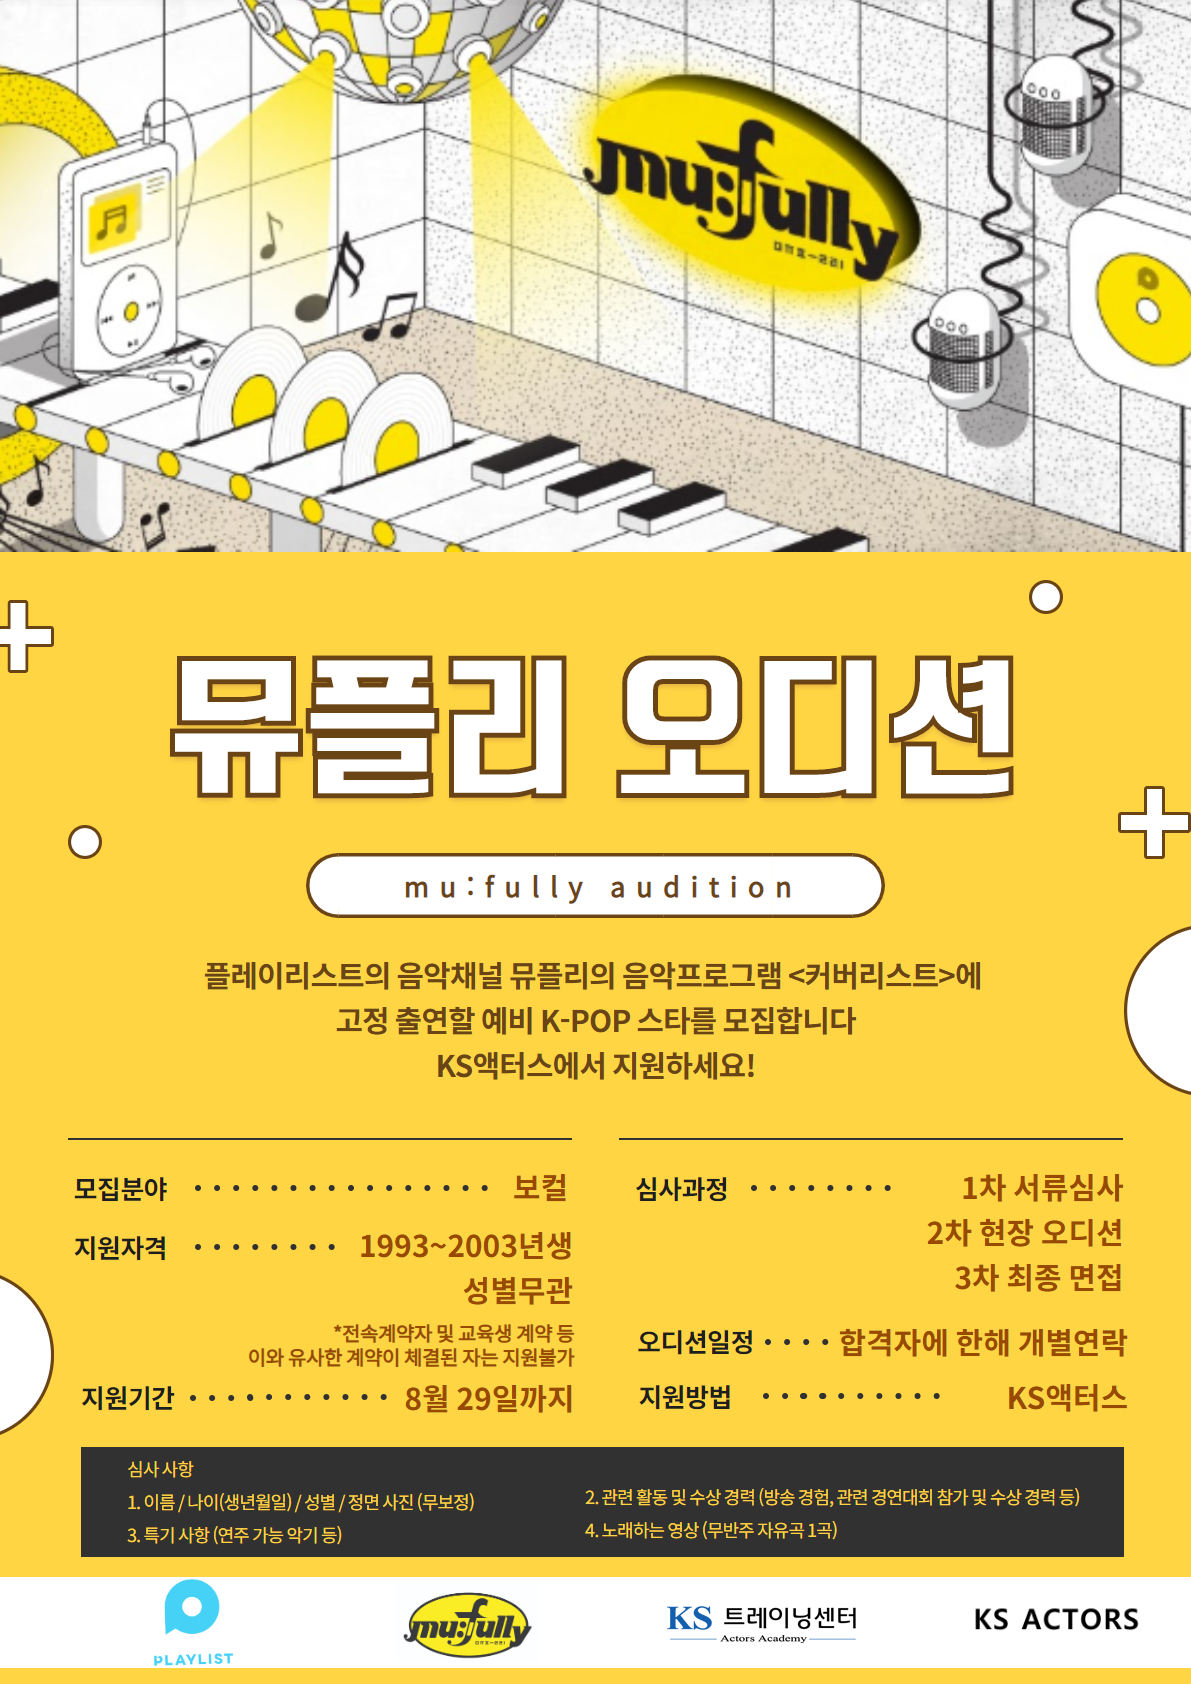 mu:fully
뮤플리 오디션
mu:fully audition
플레이리스트의 음악채널 뮤플리의 음악프로그램 <커버리스트>에
고정 출연할 예비 K-POP 스타를 모집합니다
KS액터스에서 지원하세요!
모집분야 • • • • • • • • • • • • • • • • 보컬
지원자격 • • • • • • • • 1993~2003년생
성별무관
*전속계약자 및 교육생 계약 등
이와 유사한 계약이 체결된 자는 지원불가
지원기간 • • • • • • • • • • • 8월 29일까지
심사과정 • • • • • • • • 1차 서류심사
2차 현장 오디션
3차 최종 면접
오디션일정 • • • • 합격자에 한해 개별연락
지원방법 • • • • • • • • • • KS액터스
심사 사항
1. 이름 / 나이(생년월일) / 성별 / 정면 사진 (무보정)
2. 관련 활동 및 수상 경력 (방송 경험, 관련 경연대회 참가 및 수상 경력 등)
3. 특기 사항 (연주 가능 악기 등)
4. 노래하는 영상 (무반주 자유곡 1곡)
PLAYLIST
mu:fully
KS 트레이닝센터
Actors Academy
KS ACTORS